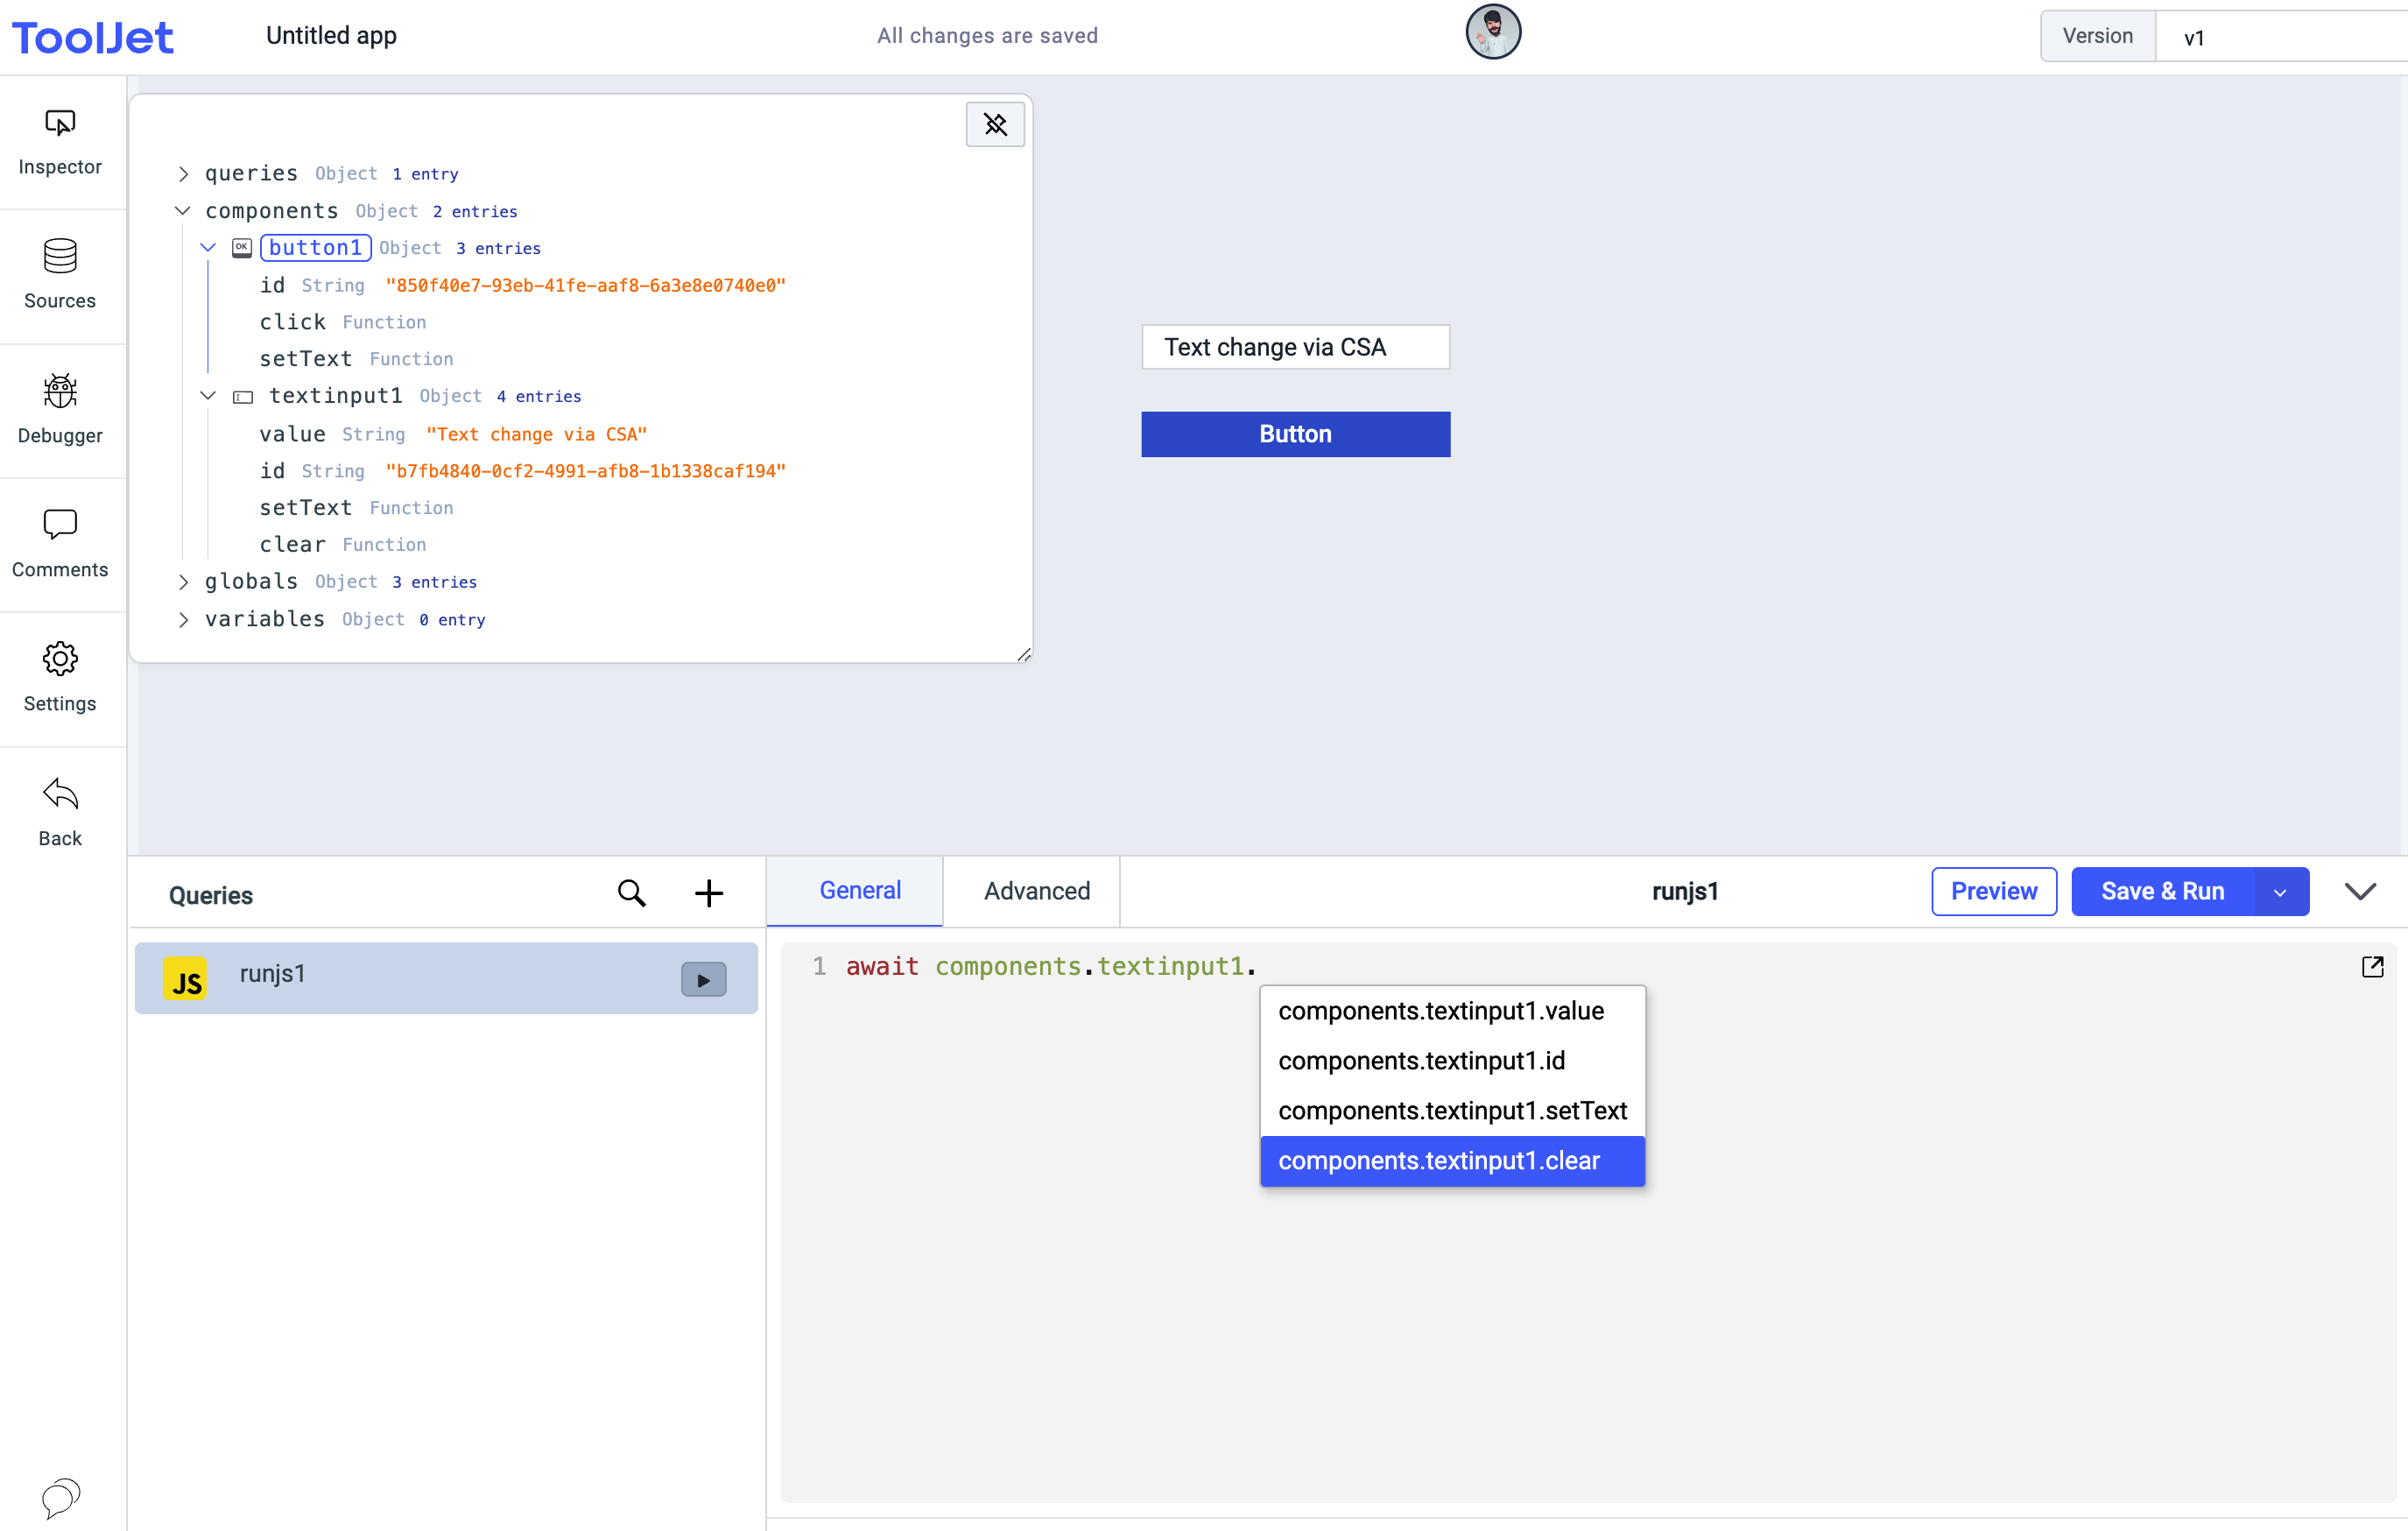 ToolJet
Untitled app
All changes are saved
Version
v1
Inspector
Sources
Debugger
Comments
Settings
Back
queries Object 1 entry
components Object 2 entries
OK button1 Object 3 entries
id String "850f40e7-93eb-41fe-aaf8-6a3e8e0740e0"
click Function
setText Function
textinput1 Object 4 entries
value String "Text change via CSA"
id String "b7fb4840-0cf2-4991-afb8-1b1338caf194"
setText Function
clear Function
globals Object 3 entries
variables Object 0 entry
Text change via CSA
Button
Queries
JS runjs1
General
Advanced
runjs1
Preview
Save & Run
1 await components.textinput1.
components.textinput1.value
components.textinput1.id
components.textinput1.setText
components.textinput1.clear